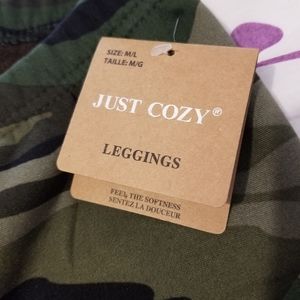 SIZE: M/L
TAILLE: M/G
JUST COZY®
LEGGINGS
FEEL THE SOFTNESS
SENTEZ LA DOUCEUR